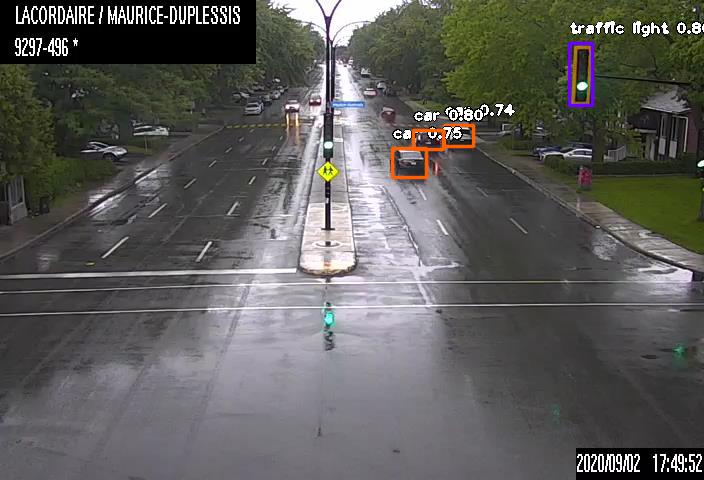 LACORDAIRE / MAURICE-DUPLESSIS
9297-496 *
traffic light 0.8
car 0.80
0.74
car 0.75
2020/09/02 17:49:52